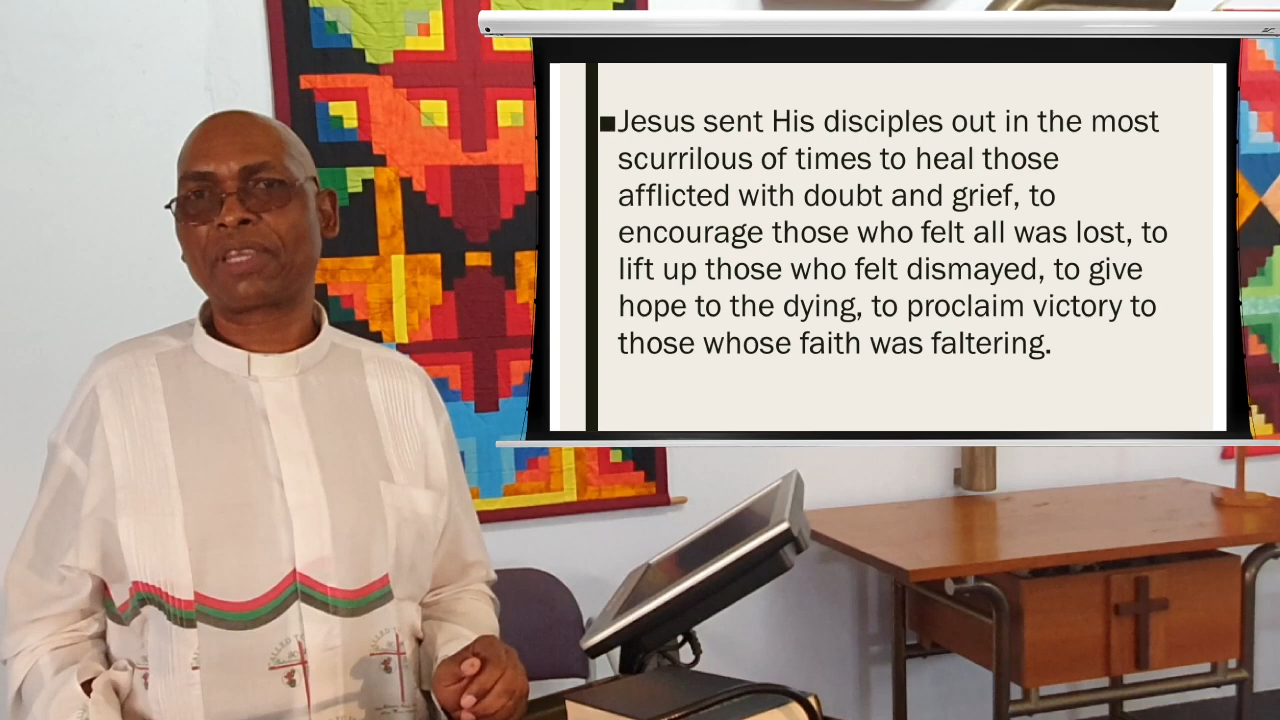 ■Jesus sent His disciples out in the most
scurrilous of times to heal those
afflicted with doubt and grief, to
encourage those who felt all was lost, to
lift up those who felt dismayed, to give
hope to the dying, to proclaim victory to
those whose faith was faltering.